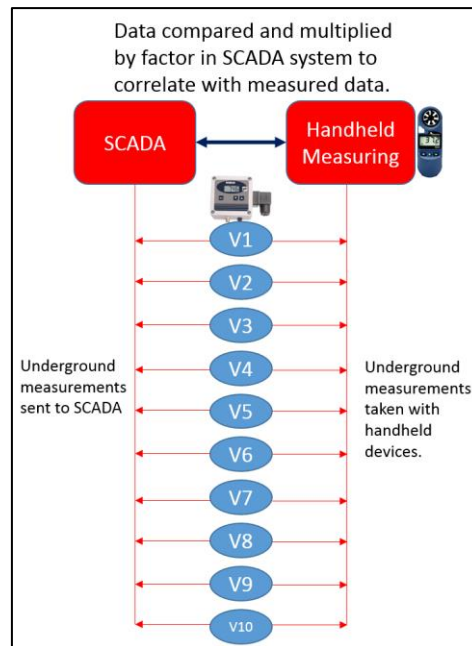 Data compared and multiplied
by factor in SCADA system to
correlate with measured data.
SCADA
Handheld
Measuring
V1
V2
V3
V4
V5
V6
V7
V8
V9
V10
Underground
measurements
sent to SCADA
Underground
measurements
taken with
handheld
devices.